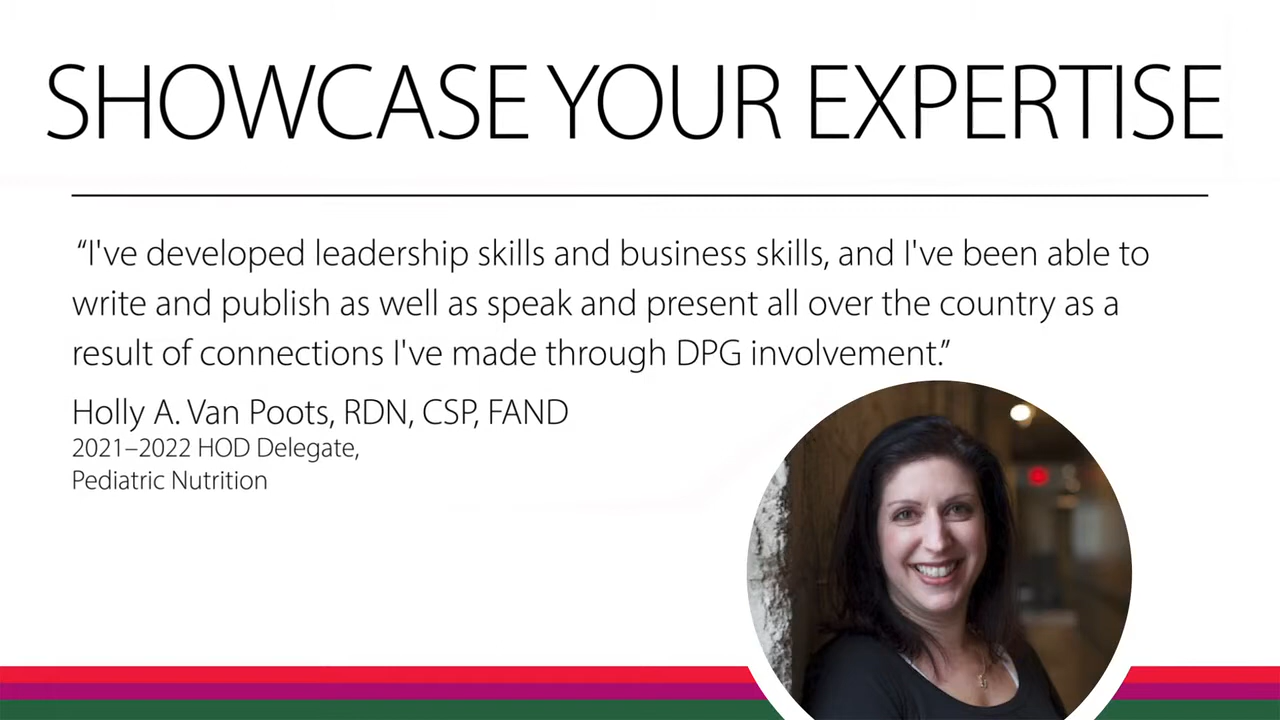 SHOWCASE YOUR EXPERTISE
“I've developed leadership skills and business skills, and I've been able to
write and publish as well as speak and present all over the country as a
result of connections I've made through DPG involvement.”
Holly A. Van Poots, RDN, CSP, FAND
2021–2022 HOD Delegate,
Pediatric Nutrition